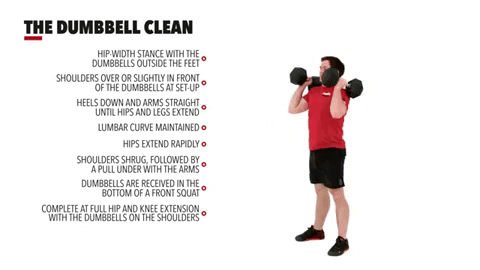 THE DUMBBELL CLEAN
HIP-WIDTH STANCE WITH THE
DUMBBELLS OUTSIDE THE FEET
SHOULDERS OVER OR SLIGHTLY IN FRONT
OF THE DUMBBELLS AT SET-UP
HEELS DOWN AND ARMS STRAIGHT
UNTIL HIPS AND LEGS EXTEND
LUMBAR CURVE MAINTAINED
HIPS EXTEND RAPIDLY
SHOULDERS SHRUG, FOLLOWED BY
A PULL UNDER WITH THE ARMS
DUMBBELLS ARE RECEIVED IN THE
BOTTOM OF A FRONT SQUAT
COMPLETE AT FULL HIP AND KNEE EXTENSION
WITH THE DUMBBELLS ON THE SHOULDERS